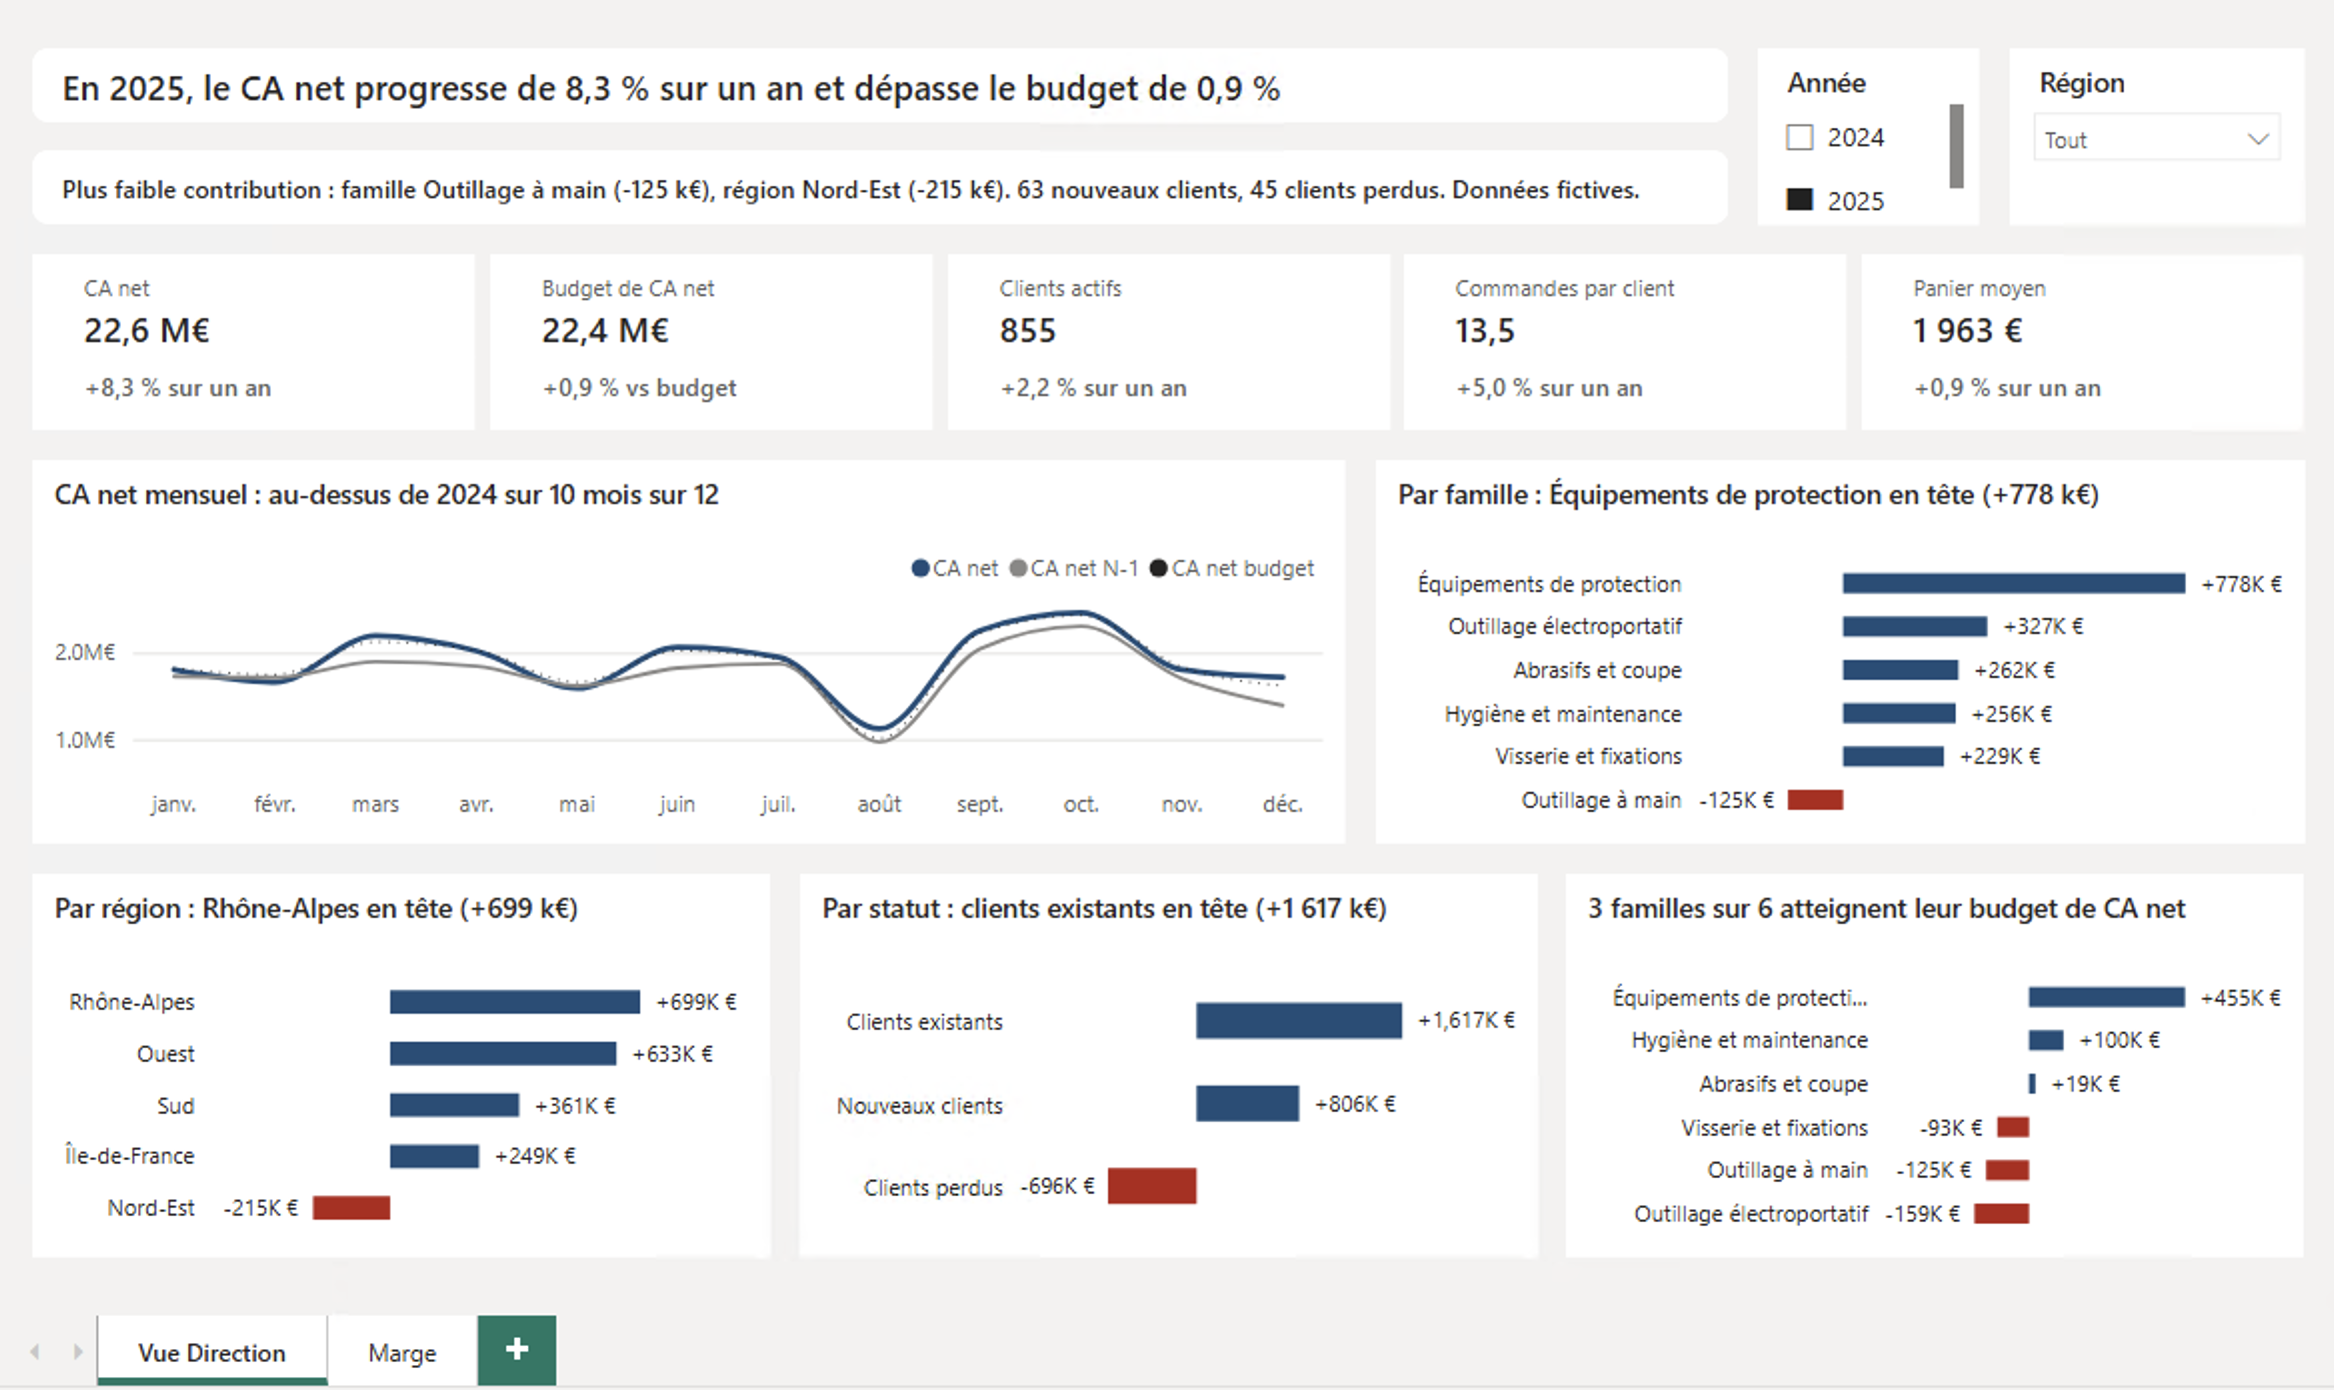 En 2025, le CA net progresse de 8,3 % sur un an et dépasse le budget de 0,9 %
Plus faible contribution : famille Outillage à main (-125 k€), région Nord-Est (-215 k€). 63 nouveaux clients, 45 clients perdus. Données fictives.
Année
2024
2025
Région
Tout
CA net
22,6 M€
+8,3 % sur un an
Budget de CA net
22,4 M€
+0,9 % vs budget
Clients actifs
855
+2,2 % sur un an
Commandes par client
13,5
+5,0 % sur un an
Panier moyen
1 963 €
+0,9 % sur un an
CA net mensuel : au-dessus de 2024 sur 10 mois sur 12
CA net CA net N-1 CA net budget
2.0M€
1.0M€
janv. févr. mars avr. mai juin juil. août sept. oct. nov. déc.
Par famille : Équipements de protection en tête (+778 k€)
Équipements de protection +778K €
Outillage électroportatif +327K €
Abrasifs et coupe +262K €
Hygiène et maintenance +256K €
Visserie et fixations +229K €
Outillage à main -125K €
Par région : Rhône-Alpes en tête (+699 k€)
Rhône-Alpes +699K €
Ouest +633K €
Sud +361K €
Île-de-France +249K €
Nord-Est -215K €
Par statut : clients existants en tête (+1 617 k€)
Clients existants +1,617K €
Nouveaux clients +806K €
Clients perdus -696K €
3 familles sur 6 atteignent leur budget de CA net
Équipements de protecti... +455K €
Hygiène et maintenance +100K €
Abrasifs et coupe +19K €
Visserie et fixations -93K €
Outillage à main -125K €
Outillage électroportatif -159K €
Vue Direction
Marge
+